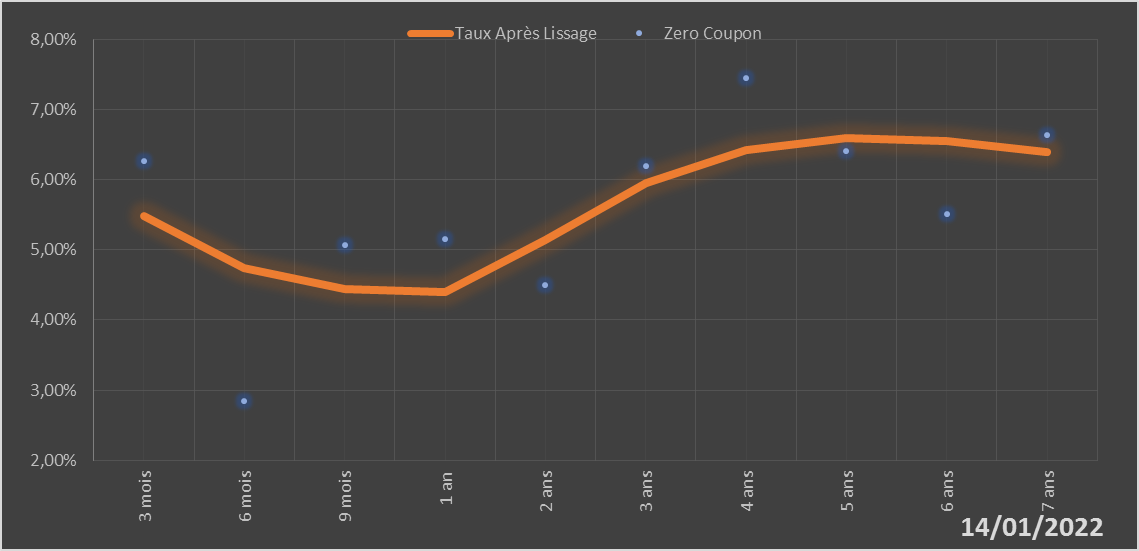 Taux Après Lissage Zero Coupon
8,00%
7,00%
6,00%
5,00%
4,00%
3,00%
2,00%
3 mois
6 mois
9 mois
1 an
2 ans
3 ans
4 ans
5 ans
6 ans
7 ans
14/01/2022